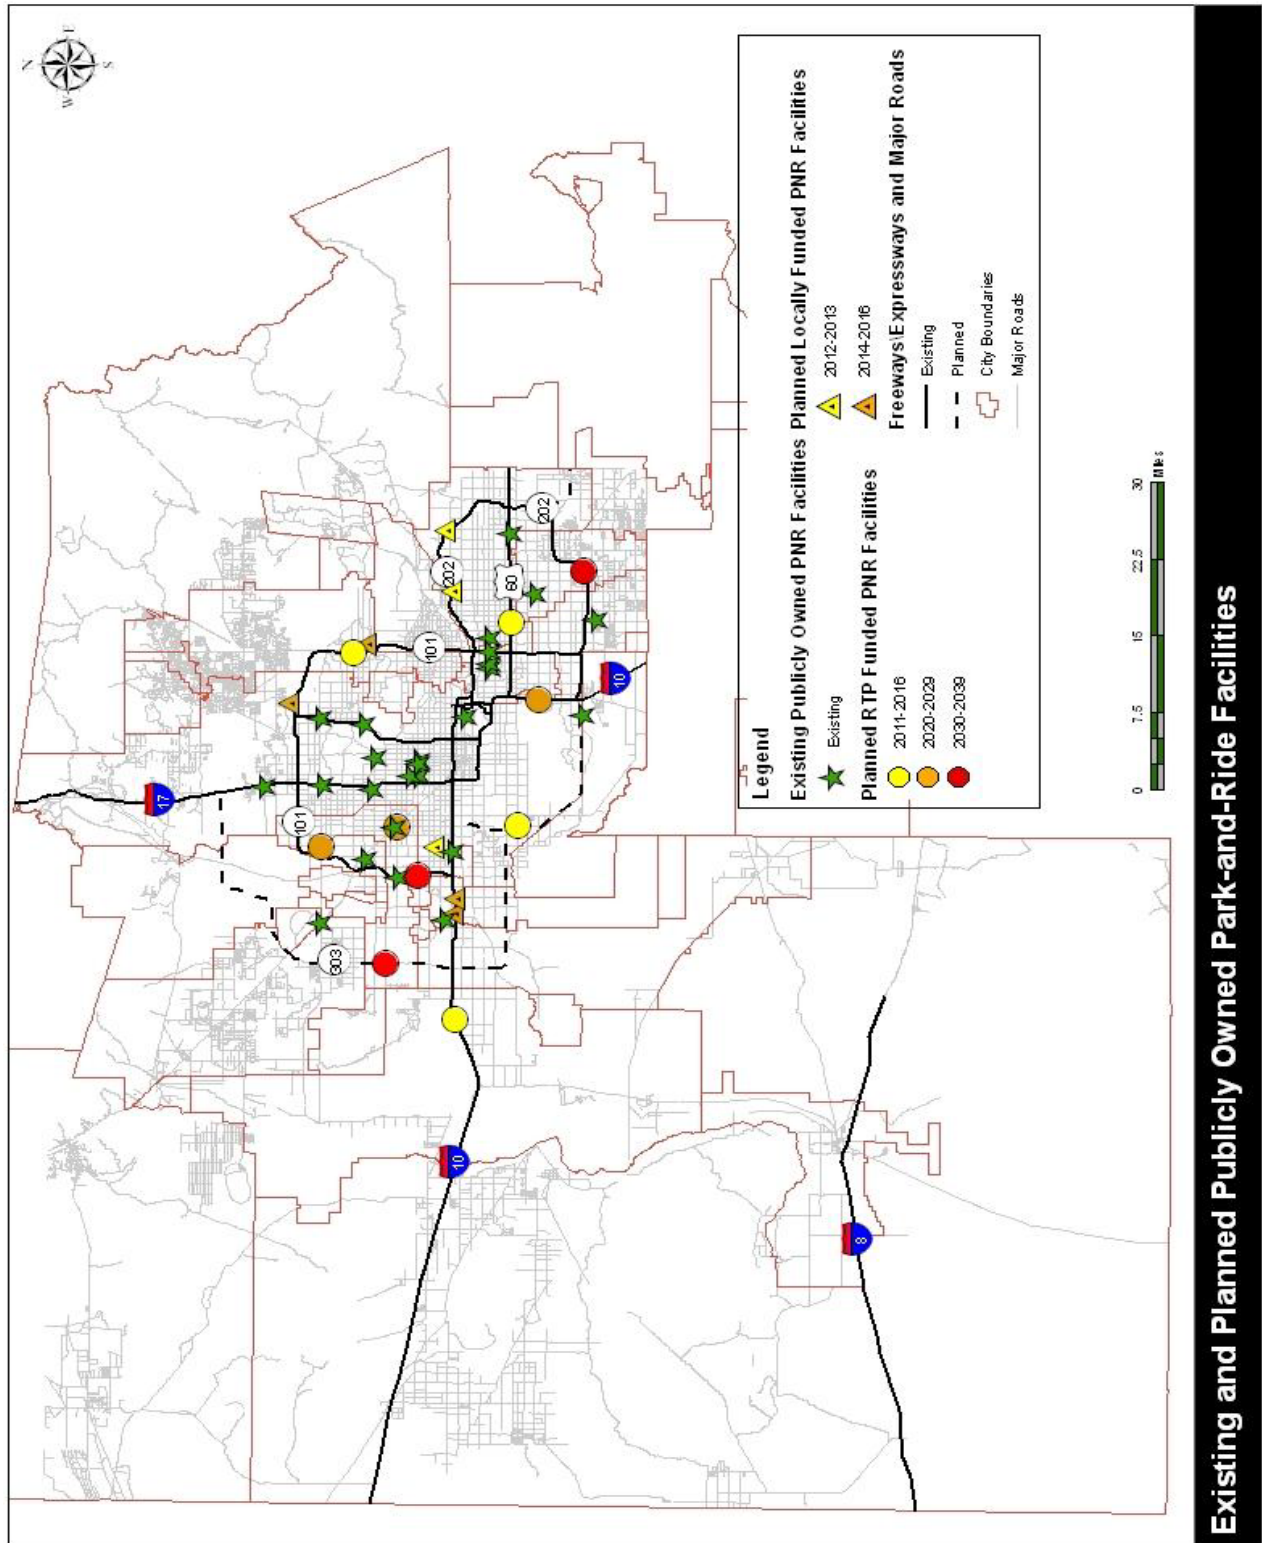 N
W
E
S
17
101
303
101
202
202
60
10
10
8
Legend
Existing Publicly Owned PNR Facilities
Existing
Planned RTP Funded PNR Facilities
2011-2016
2020-2029
2030-2039
Planned Locally Funded PNR Facilities
2012-2013
2014-2016
Freeways\Expressways and Major Roads
Existing
Planned
City Boundaries
Major Roads
0 7.5 15 22.5 30
Miles
Existing and Planned Publicly Owned Park-and-Ride Facilities